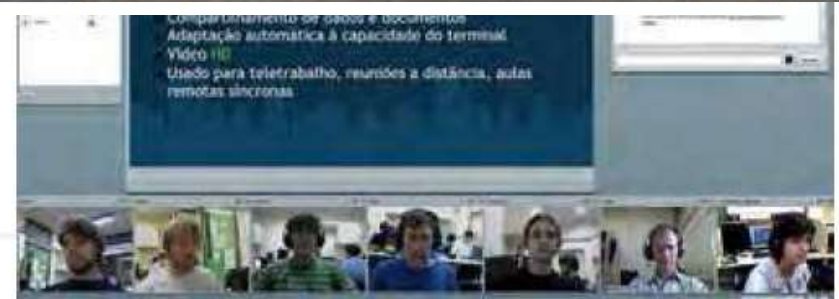 Compartilhamento de dados e documentos
Adaptação automática à capacidade do terminal
Vídeo HD
Usado para teletrabalho, reuniões a distância, aulas
remotas síncronas